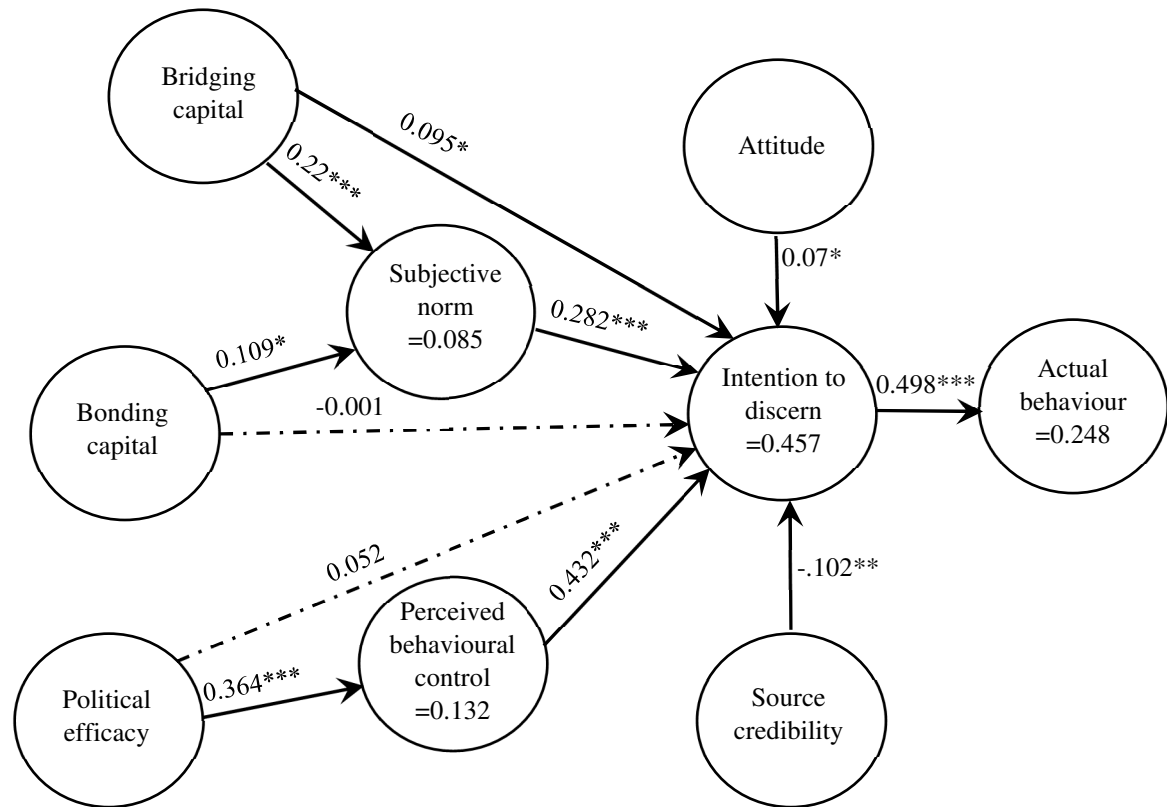 Bridging
capital
0.095*
0.22***
Attitude
0.07*
Subjective
norm
=0.085
0.282***
0.109*
Bonding
capital
-0.001
Intention to
discern
=0.457
0.498***
Actual
behaviour
=0.248
0.052
0.432***
-.102**
Perceived
behavioural
control
=0.132
0.364***
Political
efficacy
Source
credibility